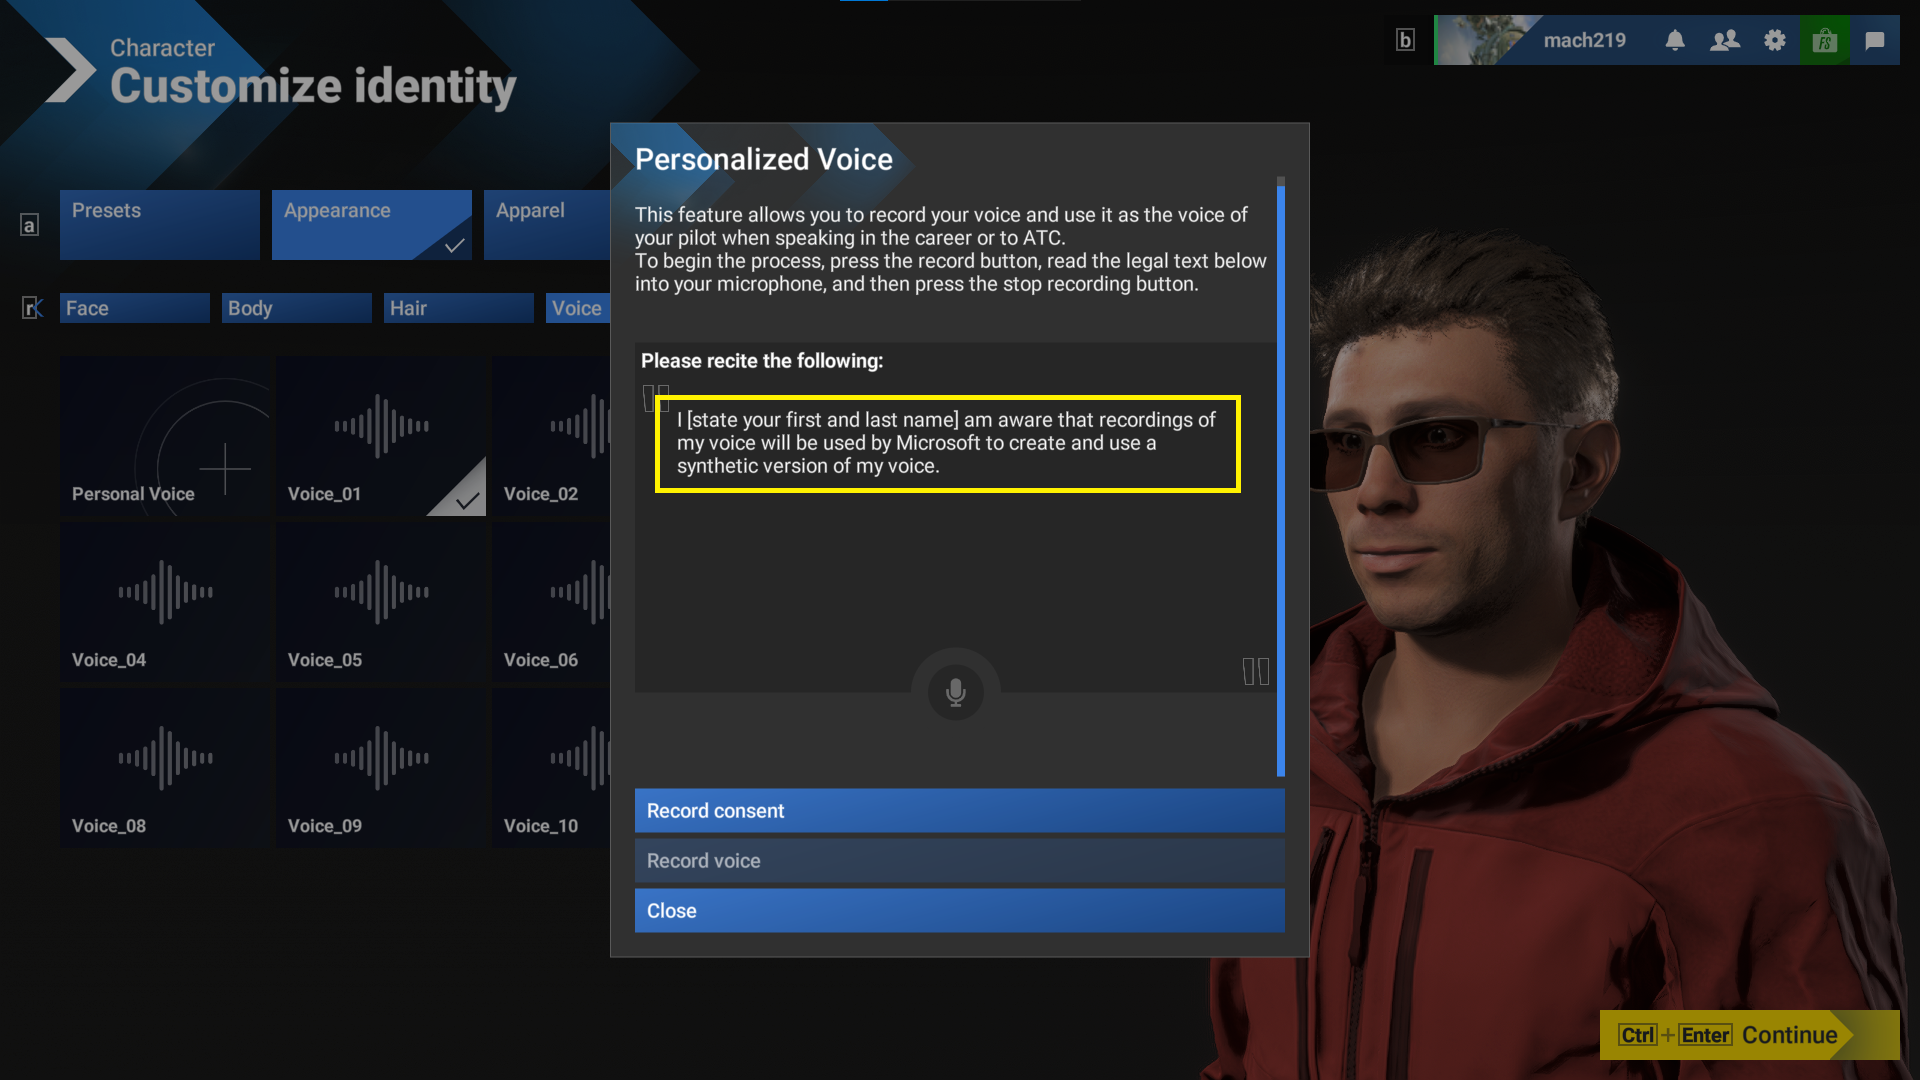 Character
Customize identity
b
mach219
FS
a
Presets
Appearance
Apparel
r
Face
Body
Hair
Voice
Personal Voice
Voice_01
Voice_02
Voice_04
Voice_05
Voice_06
Voice_08
Voice_09
Voice_10
Personalized Voice
This feature allows you to record your voice and use it as the voice of
your pilot when speaking in the career or to ATC.
To begin the process, press the record button, read the legal text below
into your microphone, and then press the stop recording button.
Please recite the following:
I [state your first and last name] am aware that recordings of
my voice will be used by Microsoft to create and use a
synthetic version of my voice.
Record consent
Record voice
Close
Ctrl + Enter Continue